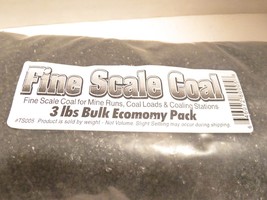 Fine Scale Coal
Fine Scale Coal for Mine Runs, Coal Loads & Coaling Stations
3 lbs Bulk Economy Pack
ATS205 Product is sold by weight - Not Volume Slight Settling may occur during shipping